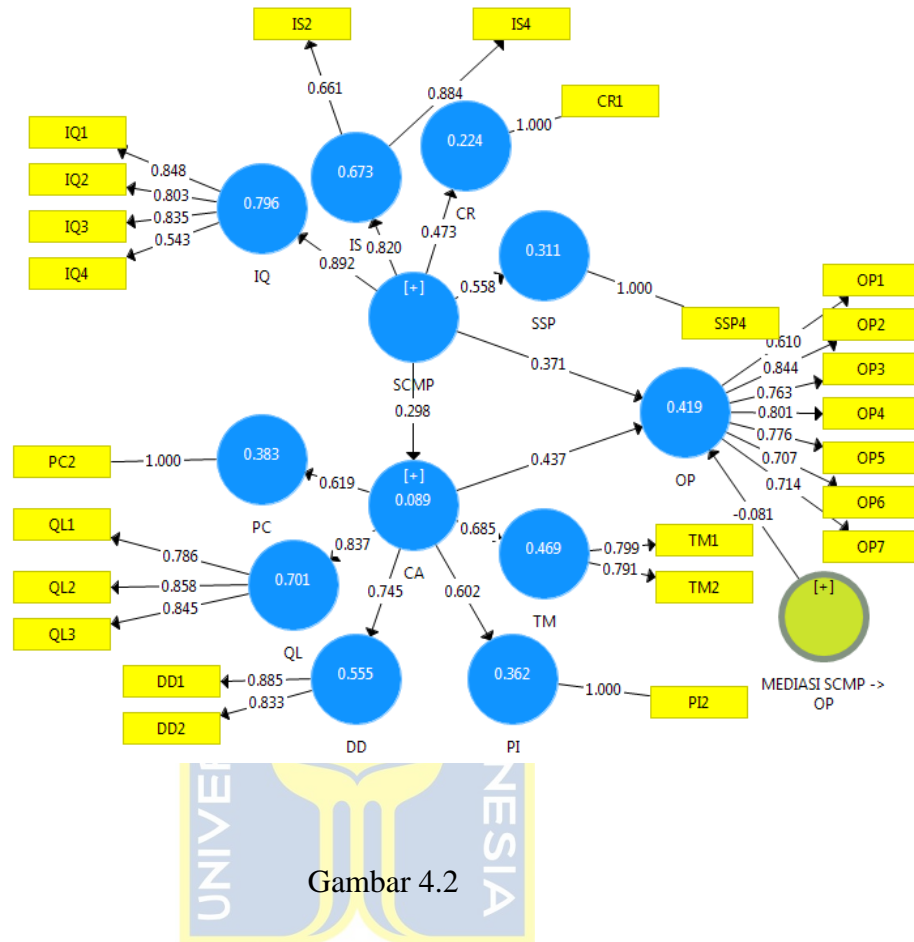 IS2
IS4
0.661
0.884
CR1
1.000
0.224
CR
IQ1
IQ2
IQ3
IQ4
0.848
0.803
0.835
0.543
0.796
IQ
0.673
IS
0.820
0.473
0.892
0.311
SSP
0.558
1.000
SSP4
[+]
SCMP
0.371
0.298
OP1
OP2
OP3
OP4
OP5
OP6
OP7
0.610
0.844
0.763
0.801
0.776
0.707
0.714
0.419
OP
0.437
-0.081
PC2
1.000
0.383
PC
0.619
[+]
0.089
CA
0.685
0.469
TM
0.799
0.791
TM1
TM2
QL1
QL2
QL3
0.786
0.858
0.845
0.701
QL
0.837
0.745
0.602
DD1
DD2
0.885
0.833
0.555
DD
0.362
PI
1.000
PI2
[+]
MEDIASI SCMP ->
OP
UNIVER
NESIA
Gambar 4.2